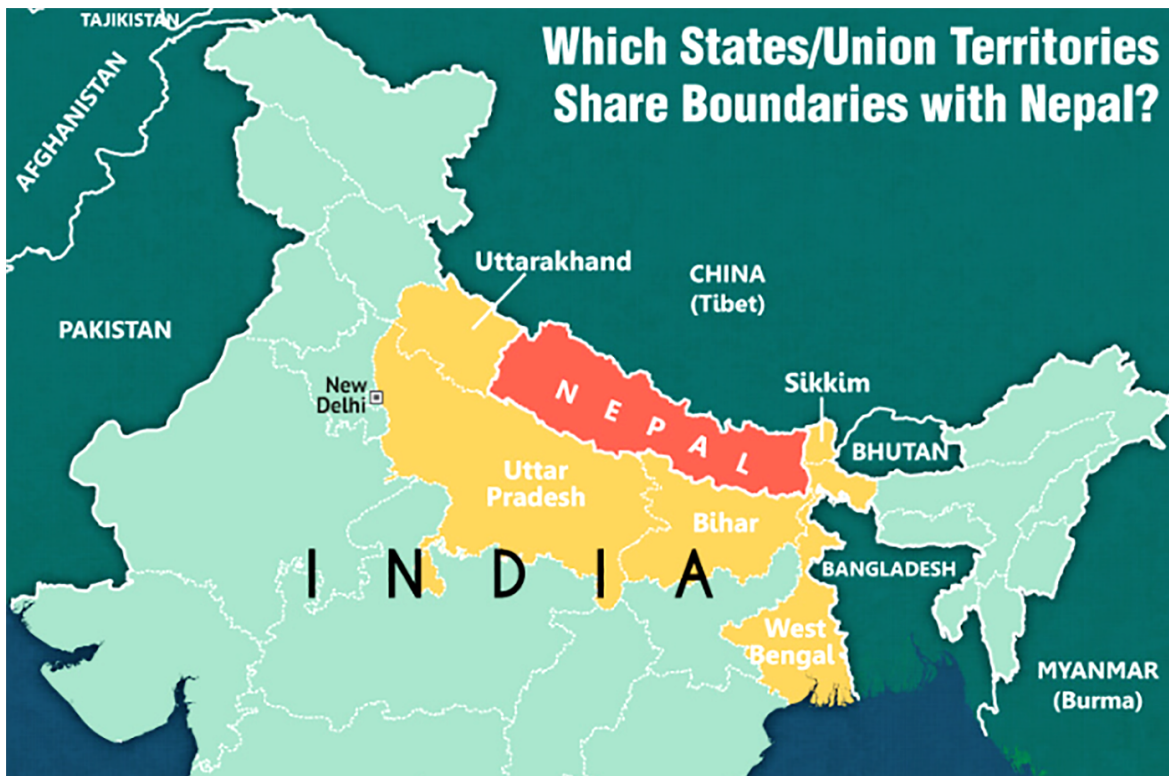 Which States/Union Territories
Share Boundaries with Nepal?
TAJIKISTAN
AFGHANISTAN
PAKISTAN
Uttarakhand
CHINA
(Tibet)
New
Delhi
NEPAL
Sikkim
BHUTAN
Uttar
Pradesh
Bihar
INDIA
BANGLADESH
West
Bengal
MYANMAR
(Burma)